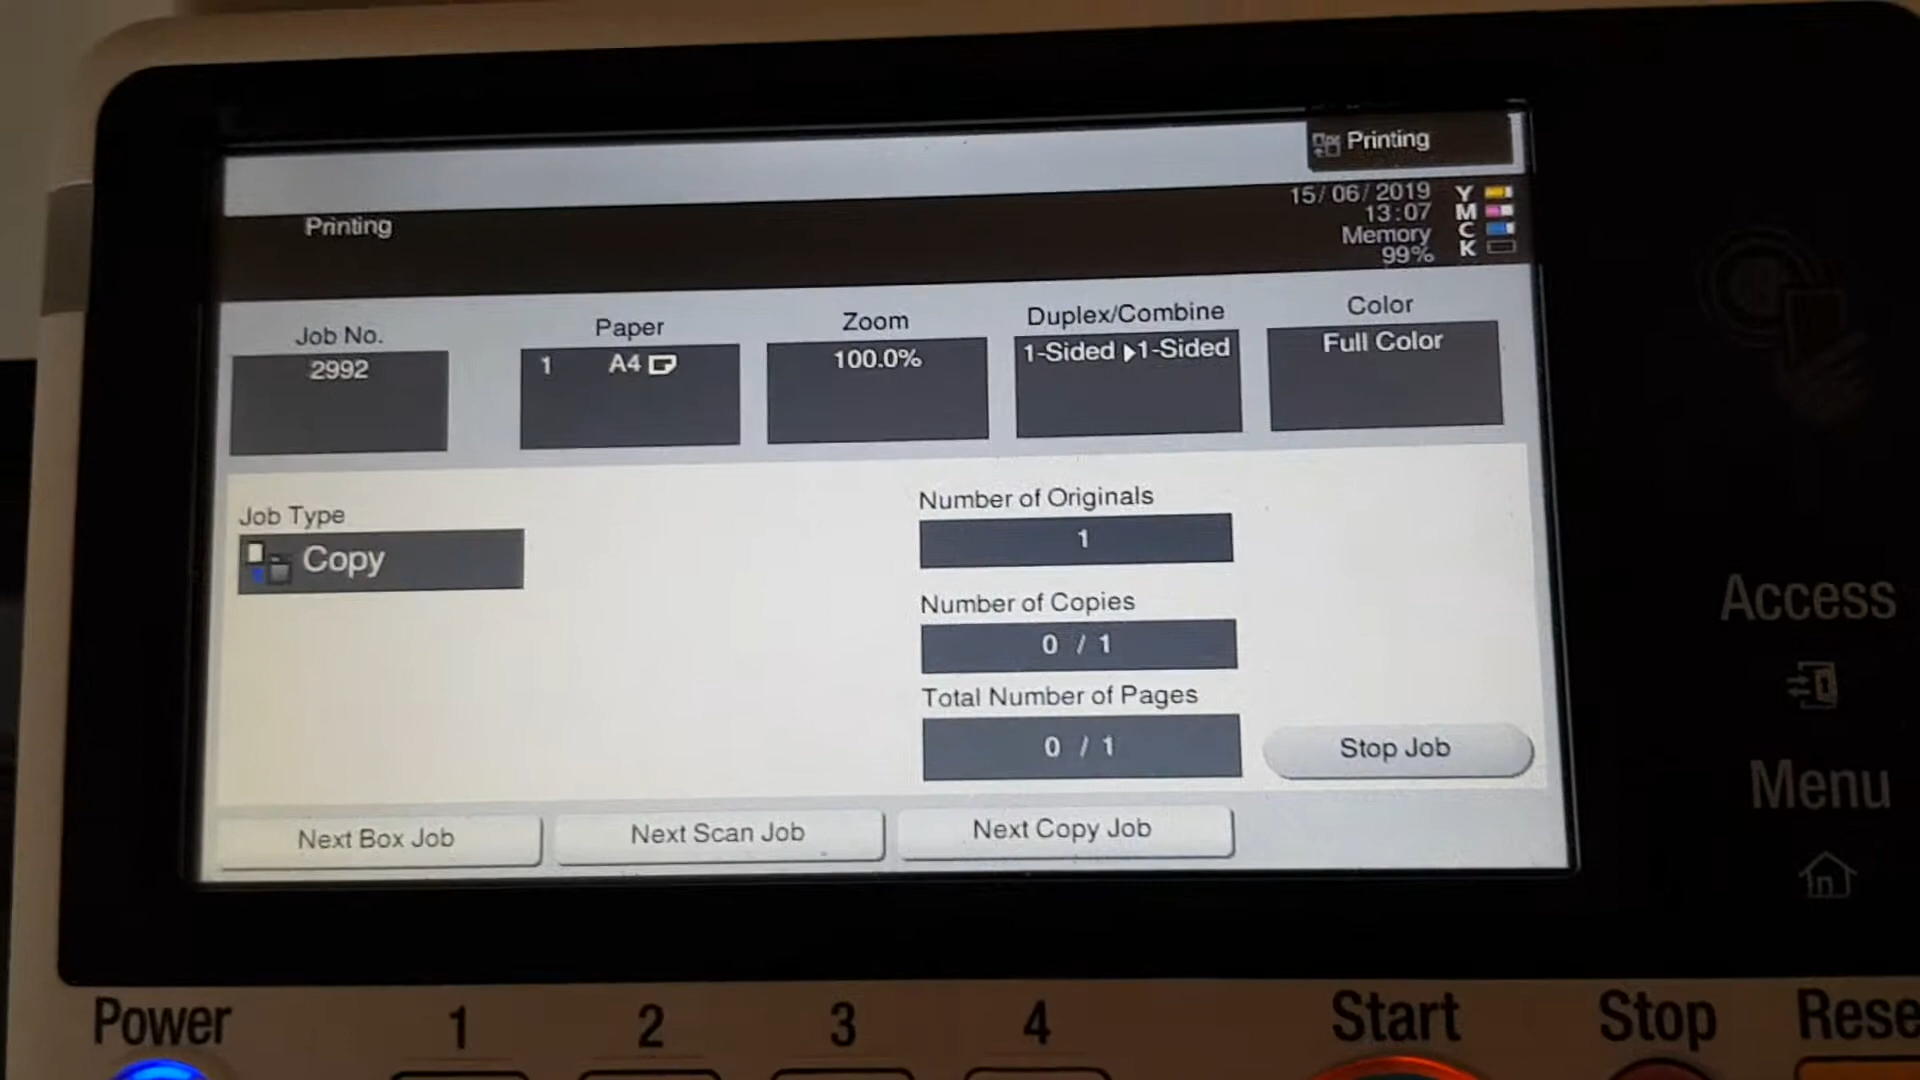 Printing
Printing
15/06/2019
13:07
Memory
99%
Y
M
C
K
Job No.
2992
Paper
1 A4
Zoom
100.0%
Duplex/Combine
1-Sided ▶1-Sided
Color
Full Color
Job Type
Copy
Number of Originals
1
Number of Copies
0 / 1
Total Number of Pages
0 / 1
Stop Job
Next Box Job
Next Scan Job
Next Copy Job
Access
Menu
Power
1
2
3
4
Start
Stop
Rese